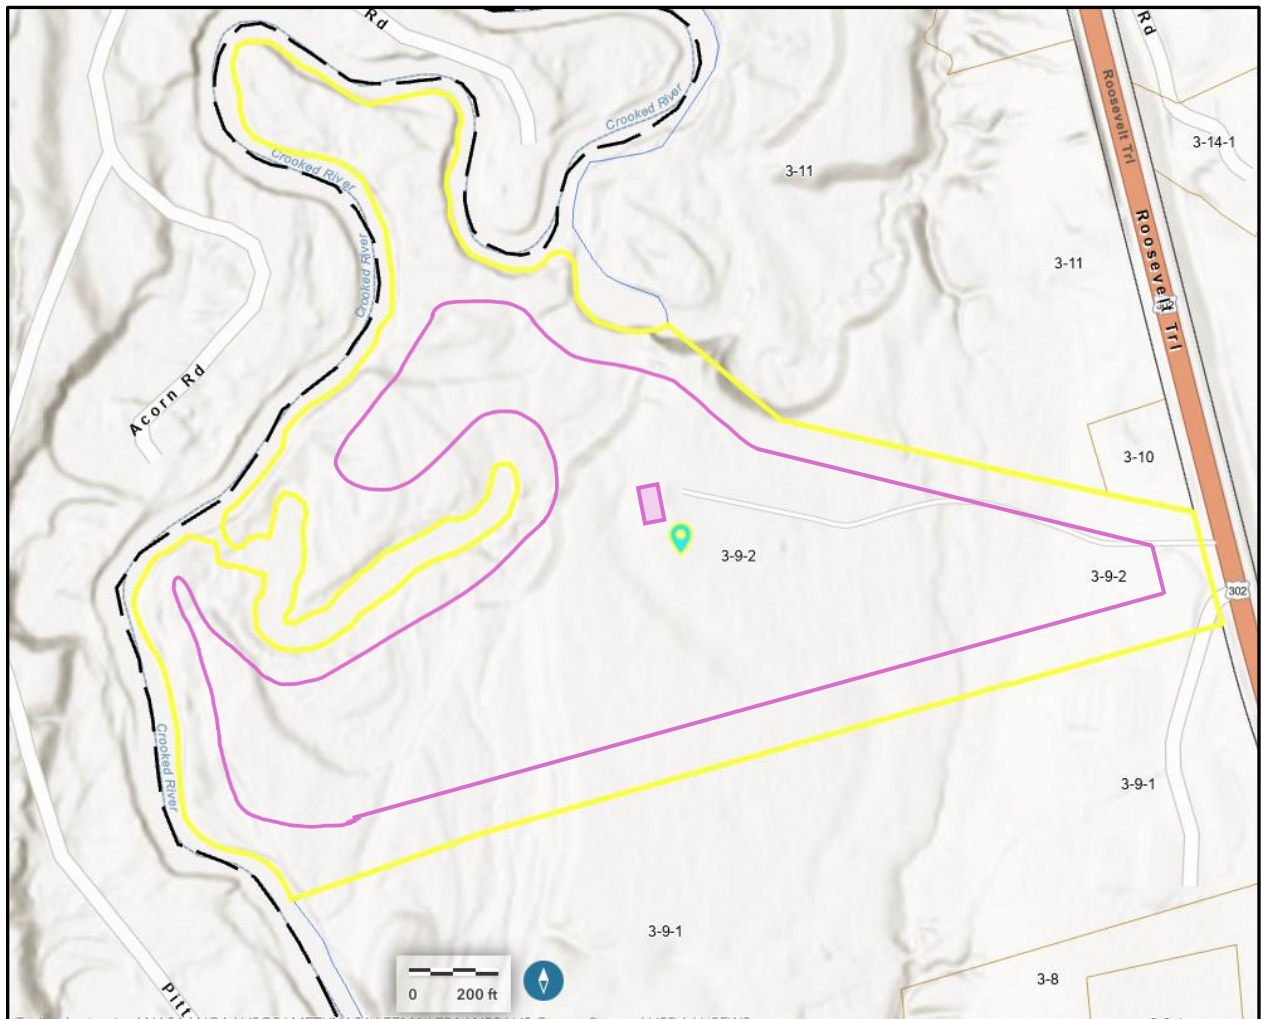 Rd
Rd
Roosevelt Trl
Crooked River
3-14-1
Crooked River
3-11
Roosevelt Trl
3-11
Crooked River
Acorn Rd
3-10
3-9-2
3-9-2
302
Crooked River
3-9-1
3-9-1
3-8
0 200 ft
Pitt